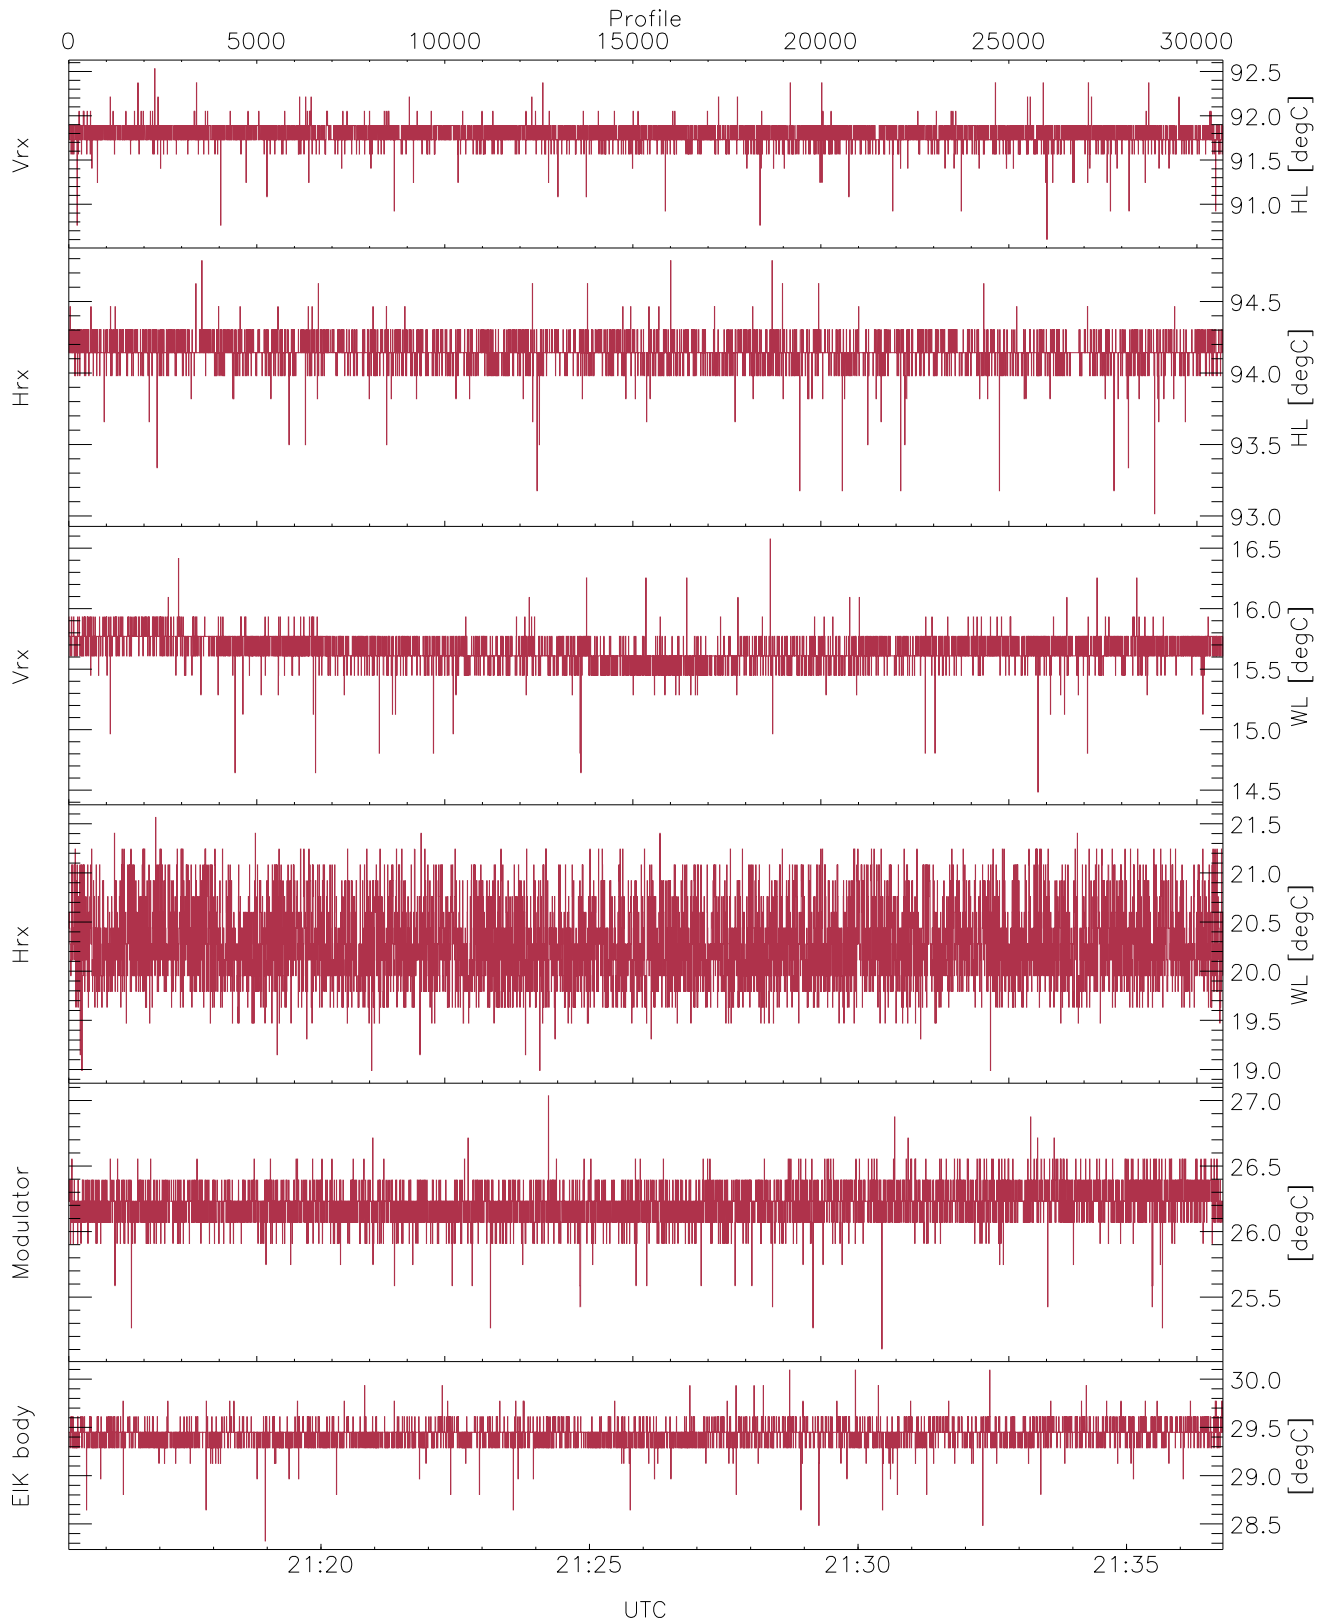 Profile
0 5000 10000 15000 20000 25000 30000
Vrx
92.5
92.0
91.5
91.0
HL [degC]
Hrx
94.5
94.0
93.5
93.0
HL [degC]
Vrx
16.5
16.0
15.5
15.0
14.5
WL [degC]
Hrx
21.5
21.0
20.5
20.0
19.5
19.0
WL [degC]
Modulator
27.0
26.5
26.0
25.5
[degC]
EIK body
30.0
29.5
29.0
28.5
[degC]
21:20 21:25 21:30 21:35
UTC